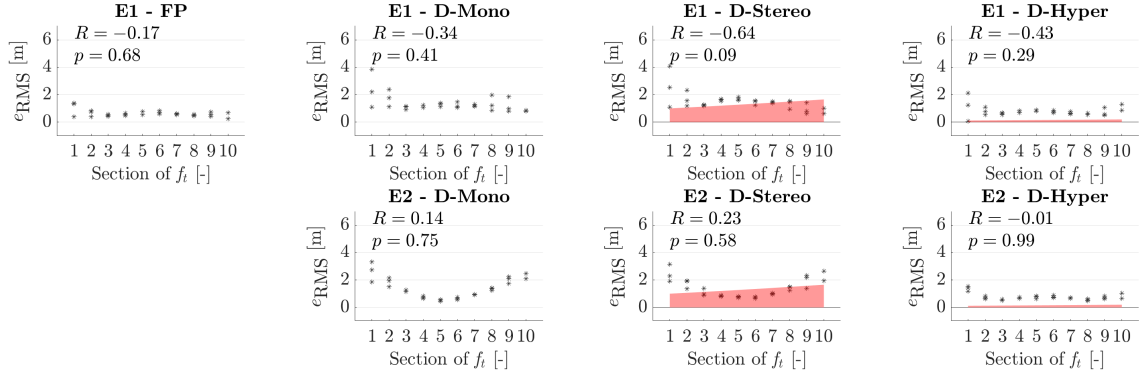 E1 - FP
R = −0.17
p = 0.68
e_RMS [m]
6
4
2
0
1 2 3 4 5 6 7 8 9 10
Section of f_t [-]
E1 - D-Mono
R = −0.34
p = 0.41
e_RMS [m]
6
4
2
0
1 2 3 4 5 6 7 8 9 10
Section of f_t [-]
E1 - D-Stereo
R = −0.64
p = 0.09
e_RMS [m]
6
4
2
0
1 2 3 4 5 6 7 8 9 10
Section of f_t [-]
E1 - D-Hyper
R = −0.43
p = 0.29
e_RMS [m]
6
4
2
0
1 2 3 4 5 6 7 8 9 10
Section of f_t [-]
E2 - D-Mono
R = 0.14
p = 0.75
e_RMS [m]
6
4
2
0
1 2 3 4 5 6 7 8 9 10
Section of f_t [-]
E2 - D-Stereo
R = 0.23
p = 0.58
e_RMS [m]
6
4
2
0
1 2 3 4 5 6 7 8 9 10
Section of f_t [-]
E2 - D-Hyper
R = −0.01
p = 0.99
e_RMS [m]
6
4
2
0
1 2 3 4 5 6 7 8 9 10
Section of f_t [-]